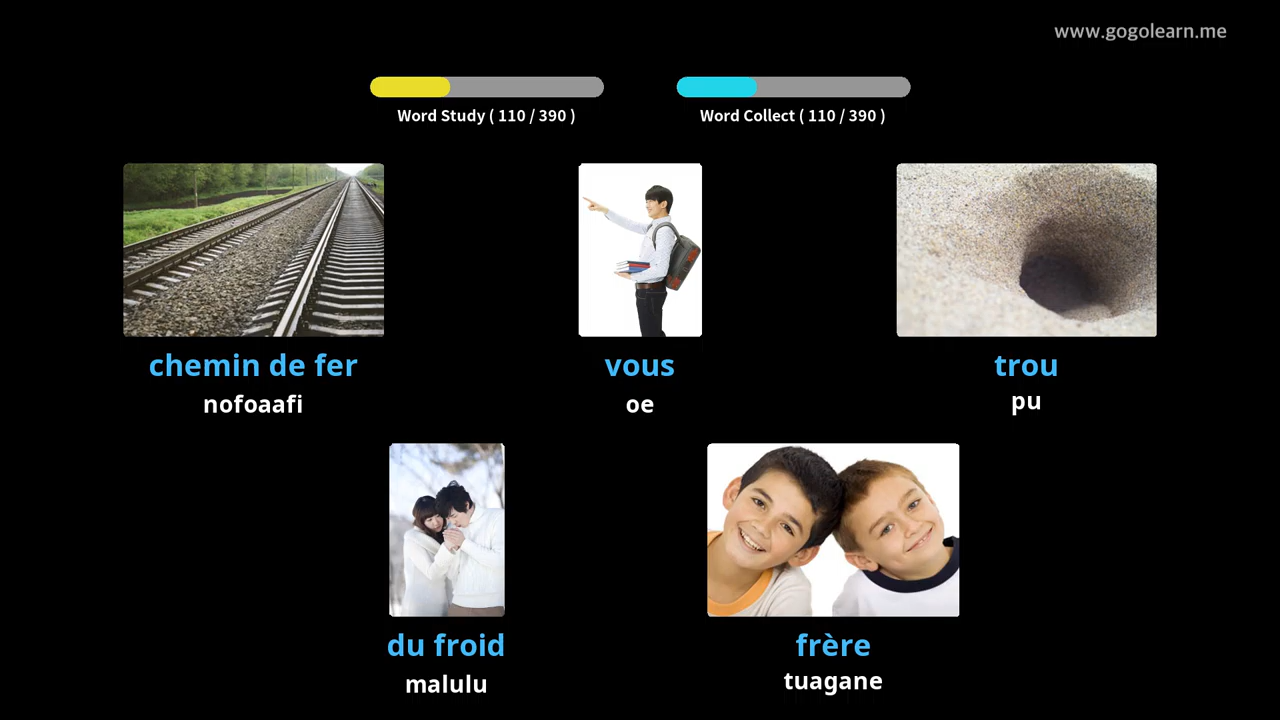 www.gogolearn.me
Word Study ( 110 / 390 )
Word Collect ( 110 / 390 )
chemin de fer
nofoaafi
vous
oe
trou
pu
du froid
malulu
frère
tuagane